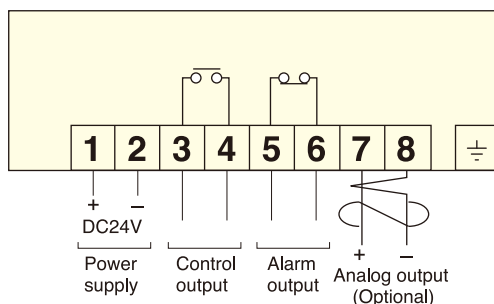 1 2 3 4 5 6 7 8
+ −
DC24V
Power
supply
Control
output
Alarm
output
+ −
Analog output
(Optional)